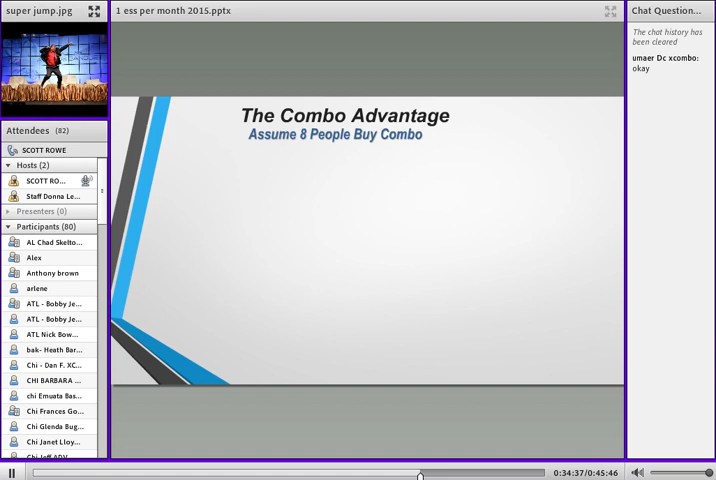 super jump.jpg
1 ess per month 2015.pptx
Chat Question...
The chat history has
been cleared
umaer Dc xcombo:
okay
The Combo Advantage
Assume 8 People Buy Combo
Attendees (82)
SCOTT ROWE
Hosts (2)
SCOTT RO...
Staff Donna Le...
Presenters (0)
Participants (80)
AL Chad Skelto...
Alex
Anthony brown
arlene
ATL - Bobby Je...
ATL - Bobby Je...
ATL Nick Bow...
bak- Heath Bar...
Chi - Dan F. XC...
CHI BARBARA ...
chi Emuata Bas...
Chi Frances Go...
Chi Glenda Bug...
Chi Janet Lloy...
Chi Jeff ADV...
0:34:37/0:45:46